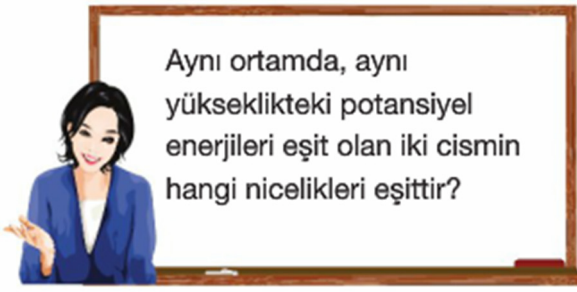 Aynı ortamda, aynı
yükseklikteki potansiyel
enerjileri eşit olan iki cismin
hangi nicelikleri eşittir?